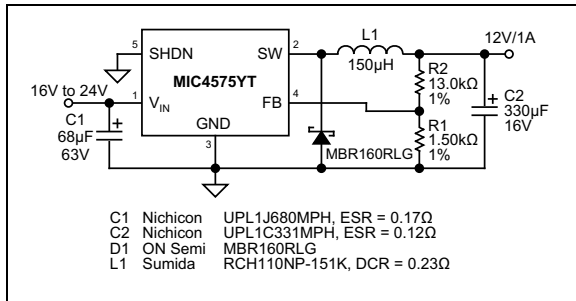 5 SHDN SW 2 L1 12V/1A
150µH
MIC4575YT
R2
13.0kΩ
1%
16V to 24V 1 VIN FB 4
C2
330µF
16V
C1
68µF
63V
GND
3
R1
1.50kΩ
1%
MBR160RLG
C1 Nichicon UPL1J680MPH, ESR = 0.17Ω
C2 Nichicon UPL1C331MPH, ESR = 0.12Ω
D1 ON Semi MBR160RLG
L1 Sumida RCH110NP-151K, DCR = 0.23Ω